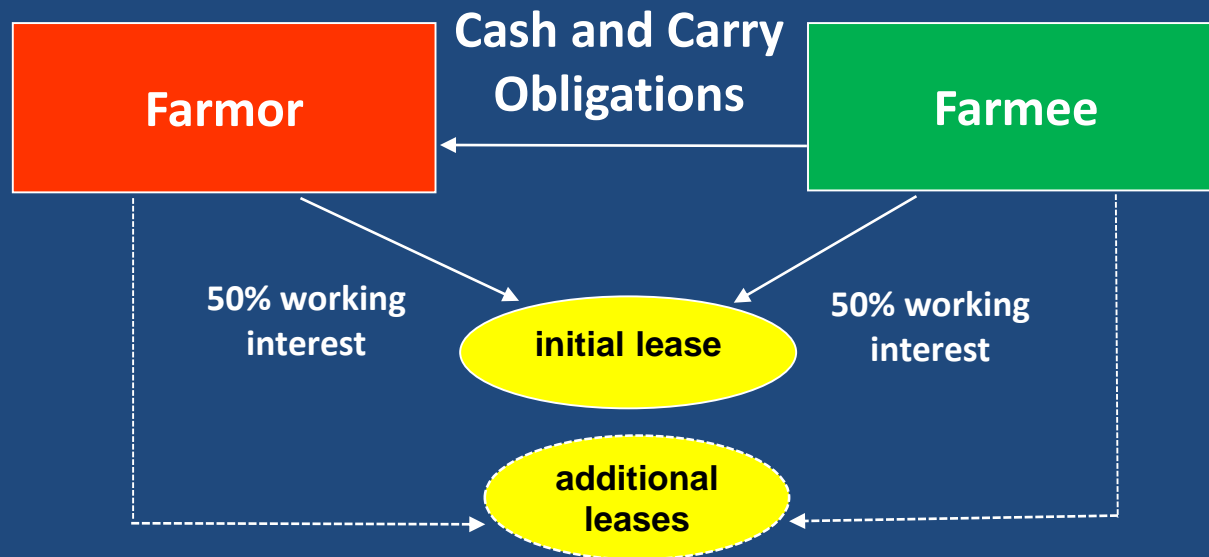 Cash and Carry
Obligations
Farmor
Farmee
50% working
interest
50% working
interest
initial lease
additional
leases